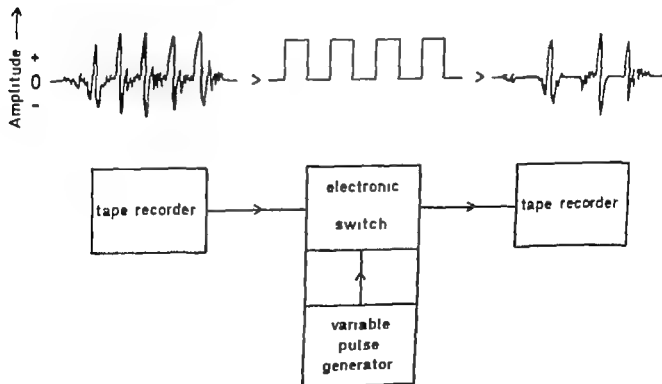 Amplitude →
+
0
-
>
>
tape recorder
electronic
switch
tape recorder
variable
pulse
generator